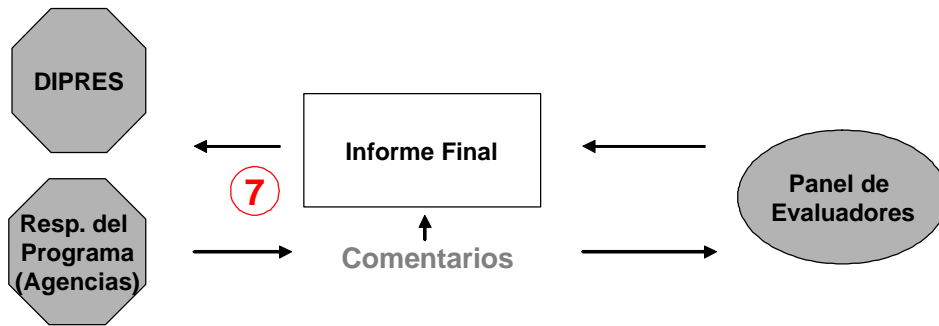 DIPRES
Informe Final
7
Panel de
Evaluadores
Resp. del
Programa
(Agencias)
Comentarios